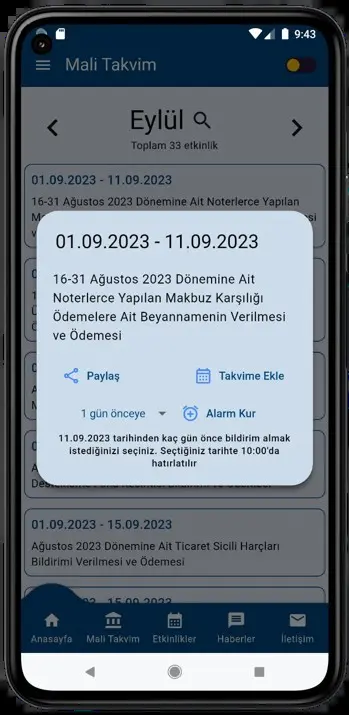 9:43
Mali Takvim
Eylül
Toplam 33 etkinlik
01.09.2023 - 11.09.2023
16-31 Ağustos 2023 Dönemine Ait Noterlerce Yapılan
01.09.2023 - 11.09.2023
16-31 Ağustos 2023 Dönemine Ait
Noterlerce Yapılan Makbuz Karşılığı
Ödemelere Ait Beyannamenin Verilmesi
ve Ödemesi
Paylaş
Takvime Ekle
1 gün önceye
Alarm Kur
11.09.2023 tarihinden kaç gün önce bildirim almak
istediğinizi seçiniz. Seçtiğiniz tarihte 10:00'da
hatırlatılır
01.09.2023 - 15.09.2023
Ağustos 2023 Dönemine Ait Ticaret Sicili Harçları
Bildirimi Verilmesi ve Ödemesi
15.09.2023
Anasayfa
Mali Takvim
Etkinlikler
Haberler
İletişim